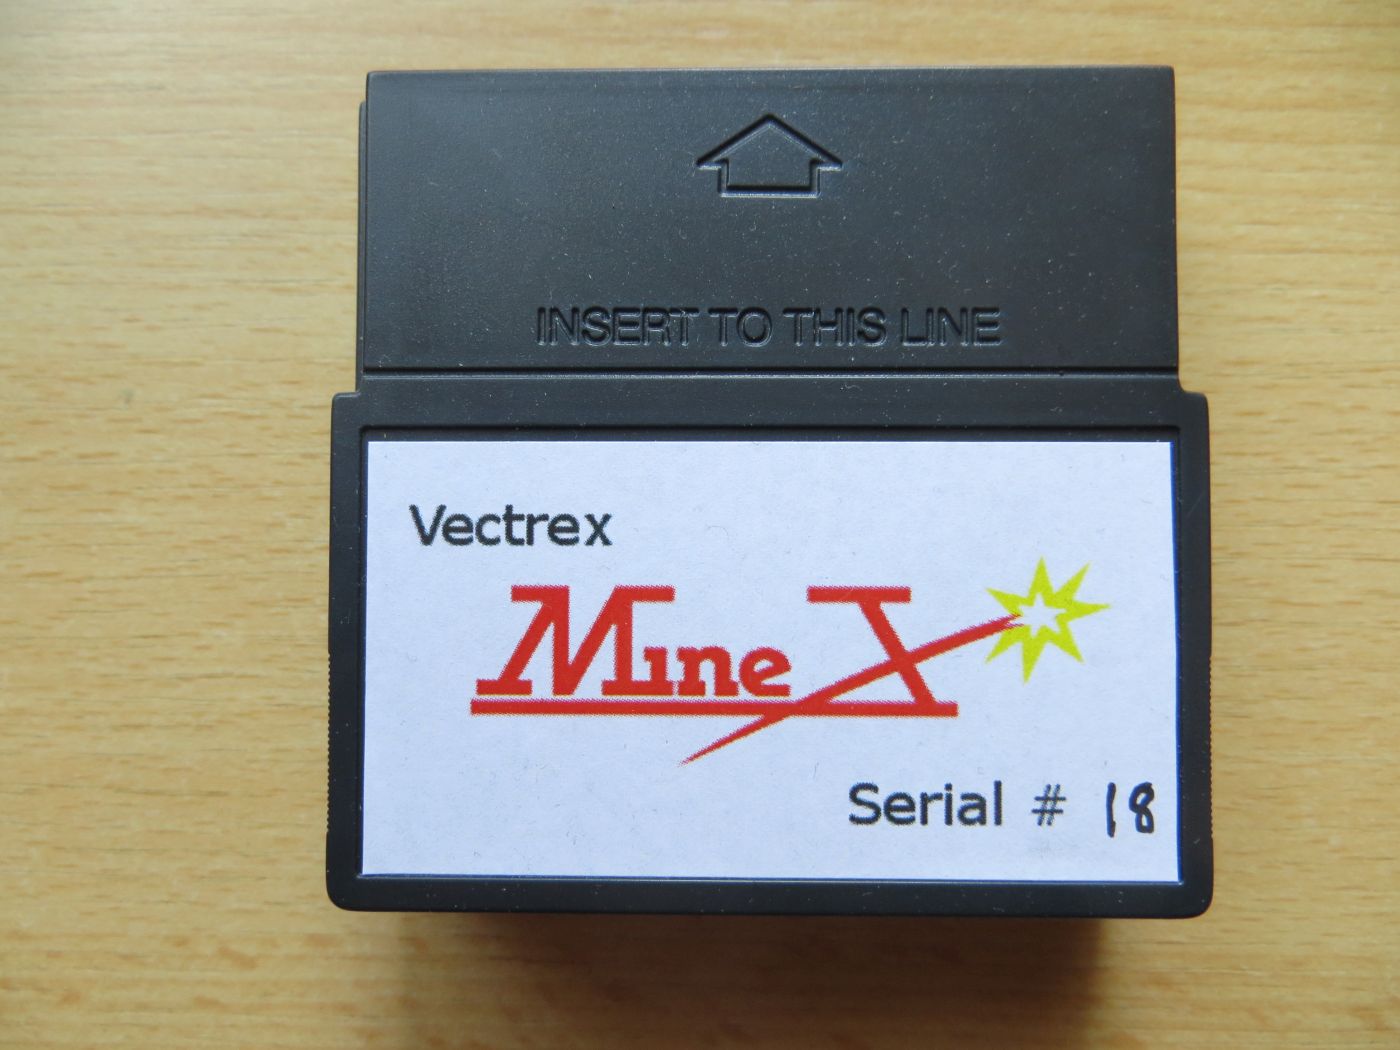 INSERT TO THIS LINE
Vectrex
Mine X
Serial # 18